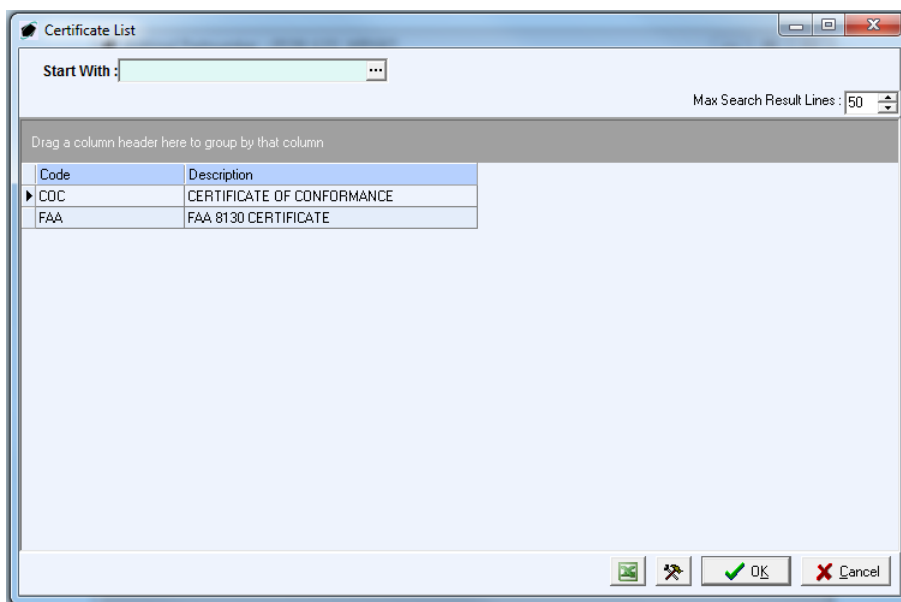 Certificate List
Start With :
Max Search Result Lines : 50
Drag a column header here to group by that column
Code Description
COC CERTIFICATE OF CONFORMANCE
FAA FAA 8130 CERTIFICATE
OK Cancel